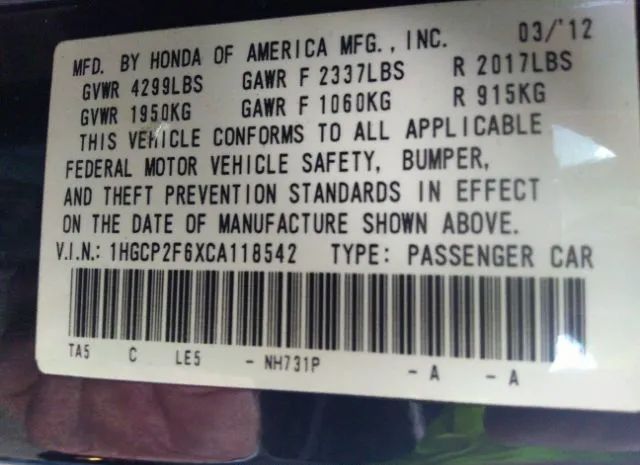 MFD. BY HONDA OF AMERICA MFG., INC. 03/'12
GVWR 4299LBS GAWR F 2337LBS R 2017LBS
GVWR 1950KG GAWR F 1060KG R 915KG
THIS VEHICLE CONFORMS TO ALL APPLICABLE
FEDERAL MOTOR VEHICLE SAFETY, BUMPER,
AND THEFT PREVENTION STANDARDS IN EFFECT
ON THE DATE OF MANUFACTURE SHOWN ABOVE.
V.I.N.: 1HGCP2F6XCA118542 TYPE: PASSENGER CAR
TA5 C LE5 - NH731P - A - A